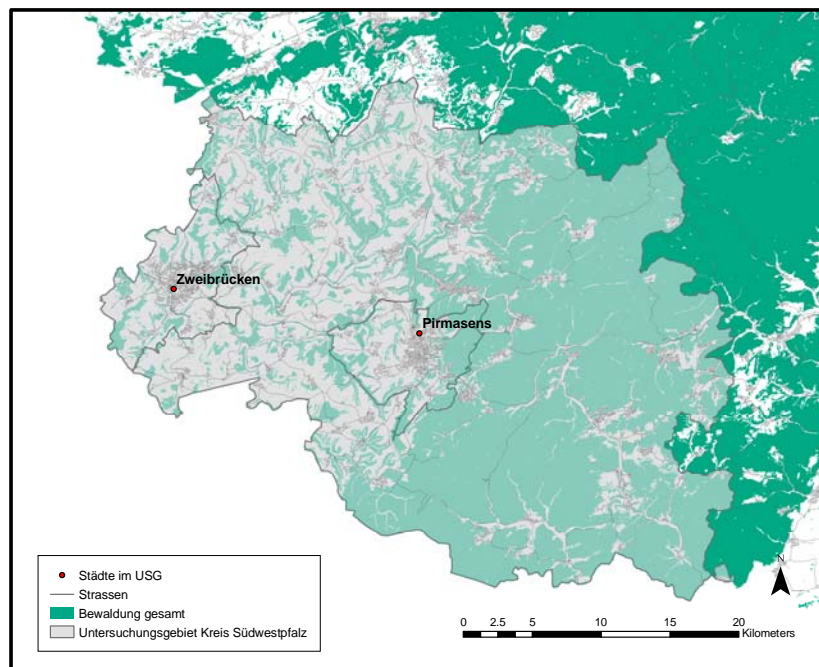 Zweibrücken
Pirmasens
N
Städte im USG
Strassen
Bewaldung gesamt
Untersuchungsgebiet Kreis Südwestpfalz
0 2.5 5 10 15 20
Kilometers